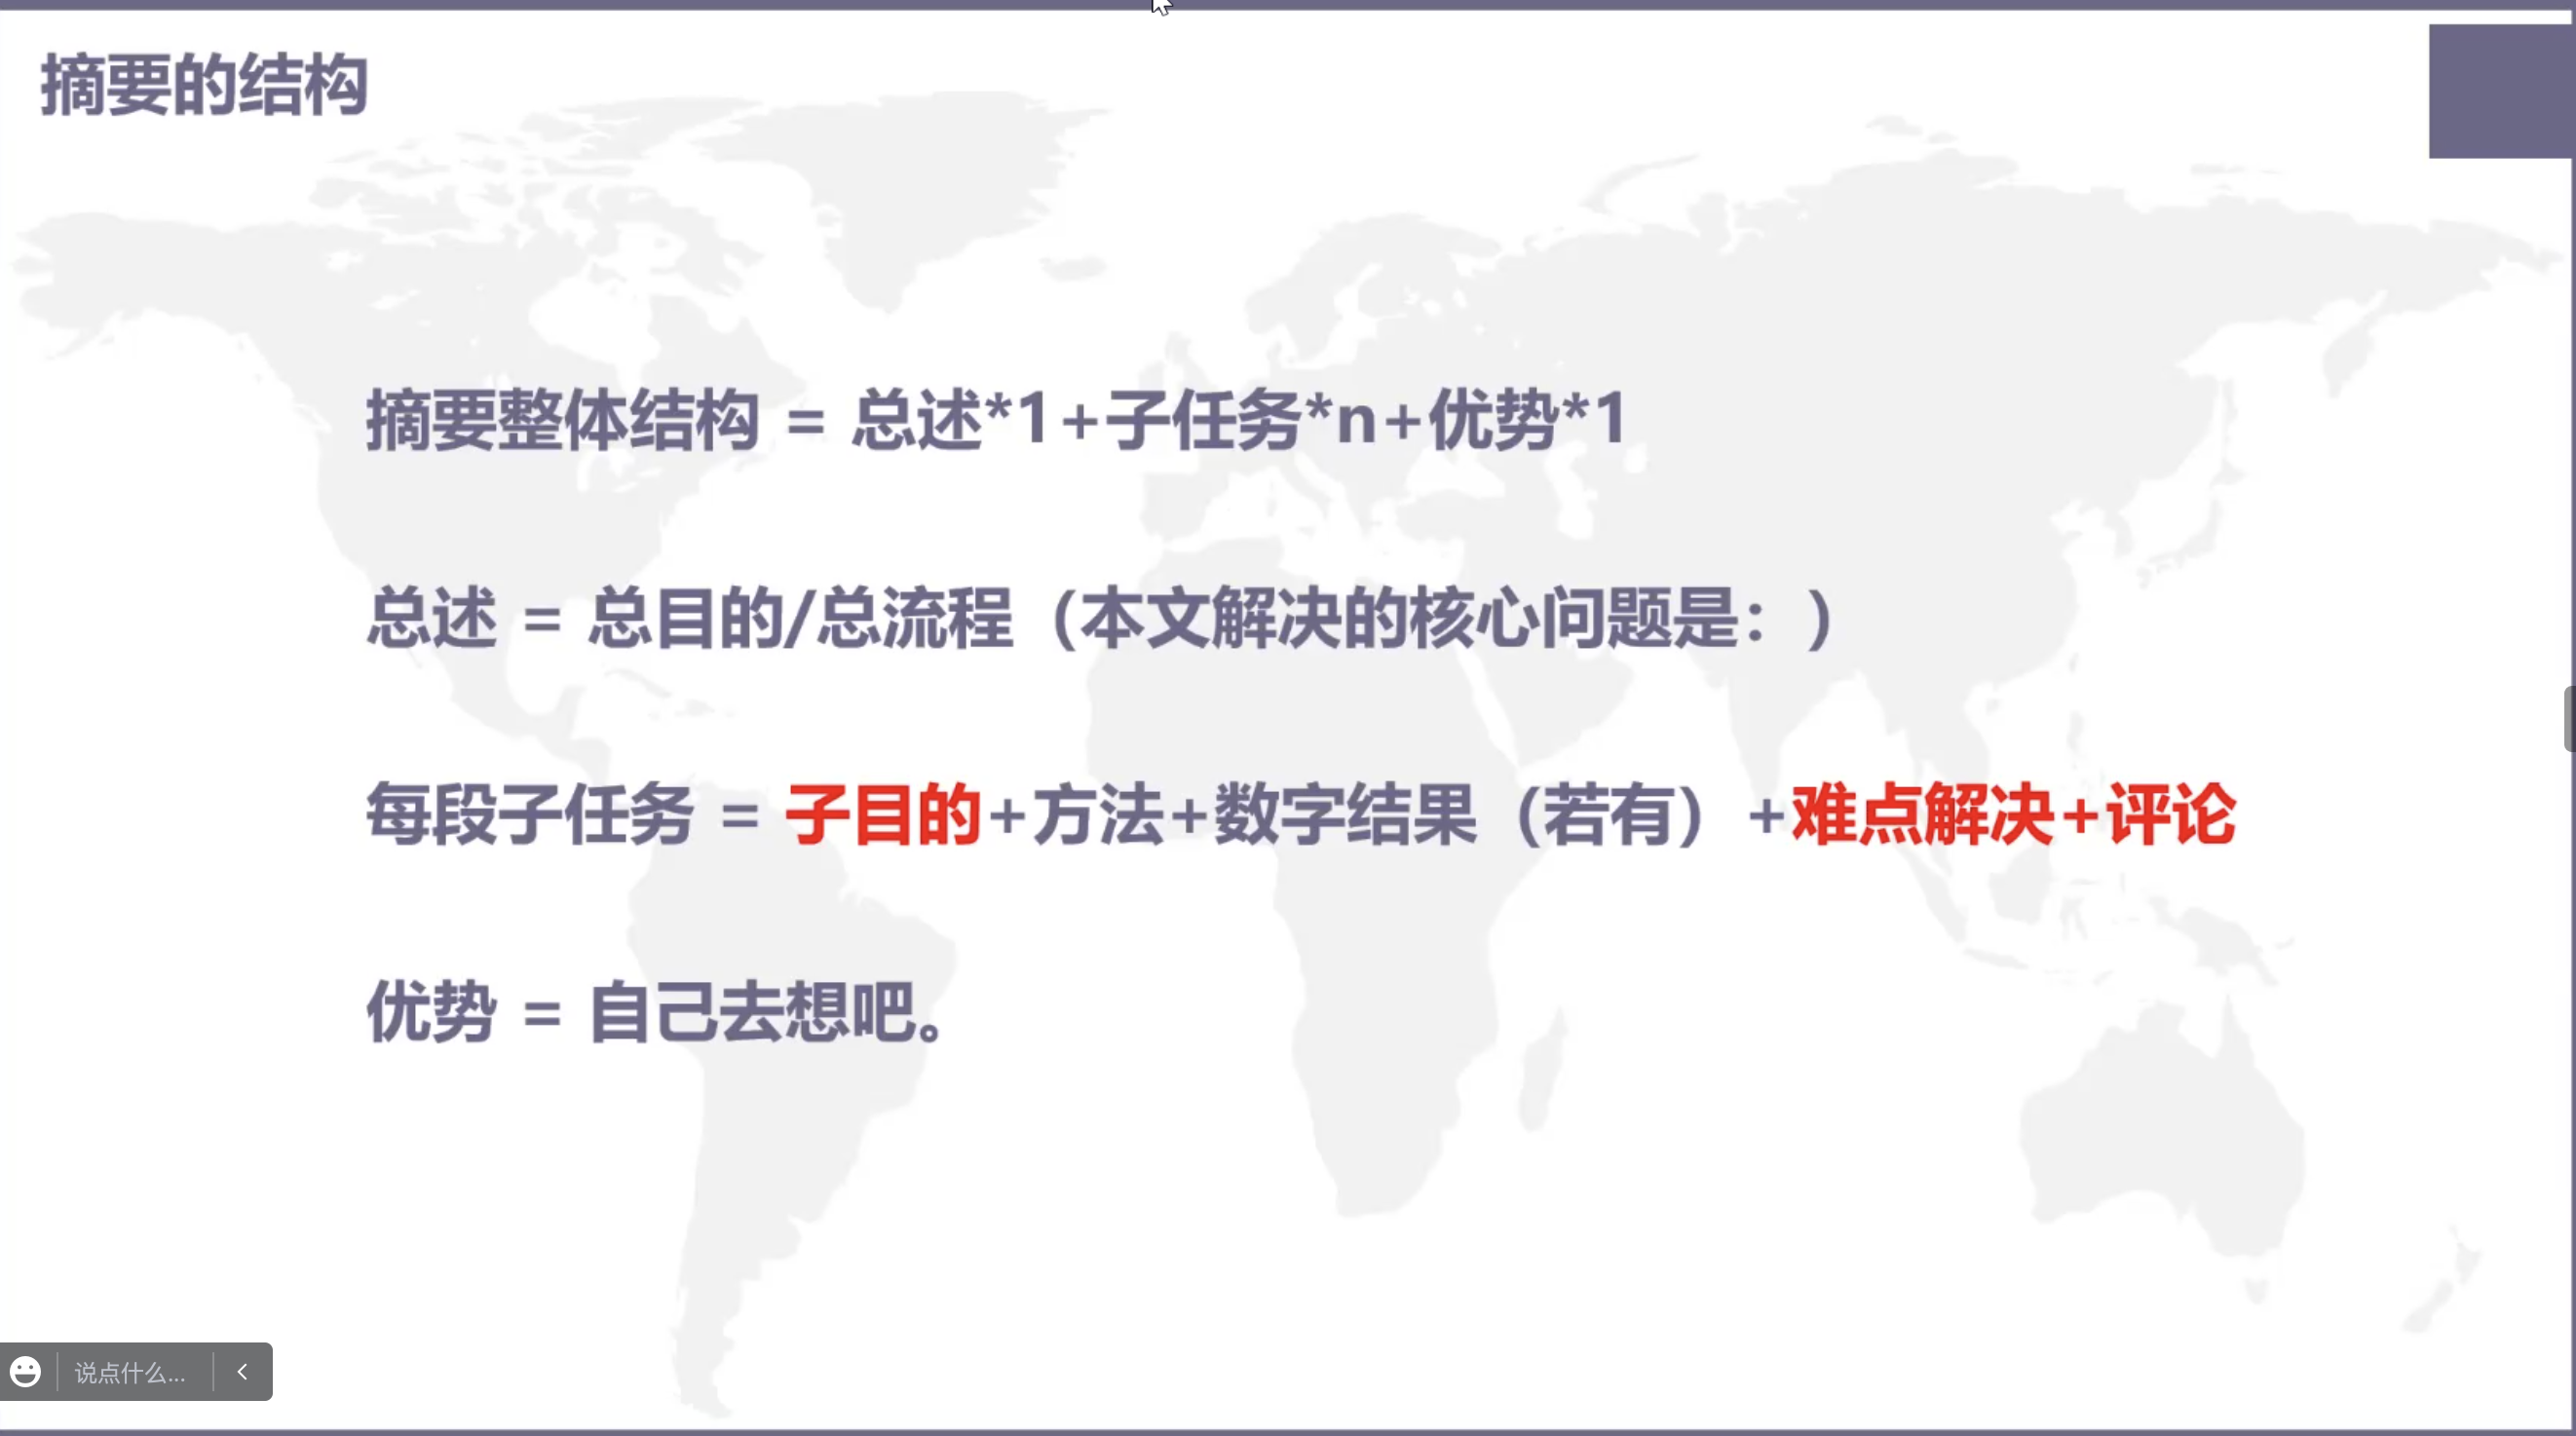 摘要的结构
摘要整体结构 = 总述*1+子任务*n+优势*1
总述 = 总目的/总流程（本文解决的核心问题是：）
每段子任务 = 子目的+方法+数字结果（若有）+难点解决+评论
优势 = 自己去想吧。
说点什么...